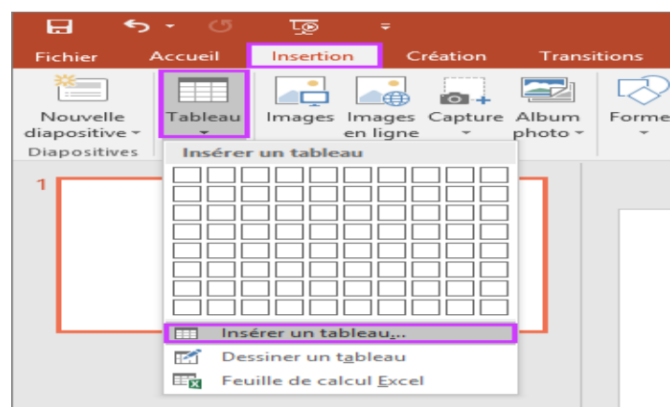 Fichier Accueil Insertion Création Transitions
Nouvelle Tableau Images Images Capture Album Forme
diapositive en ligne photo
Diapositives Insérer un tableau
1
Insérer un tableau...
Dessiner un tableau
Feuille de calcul Excel